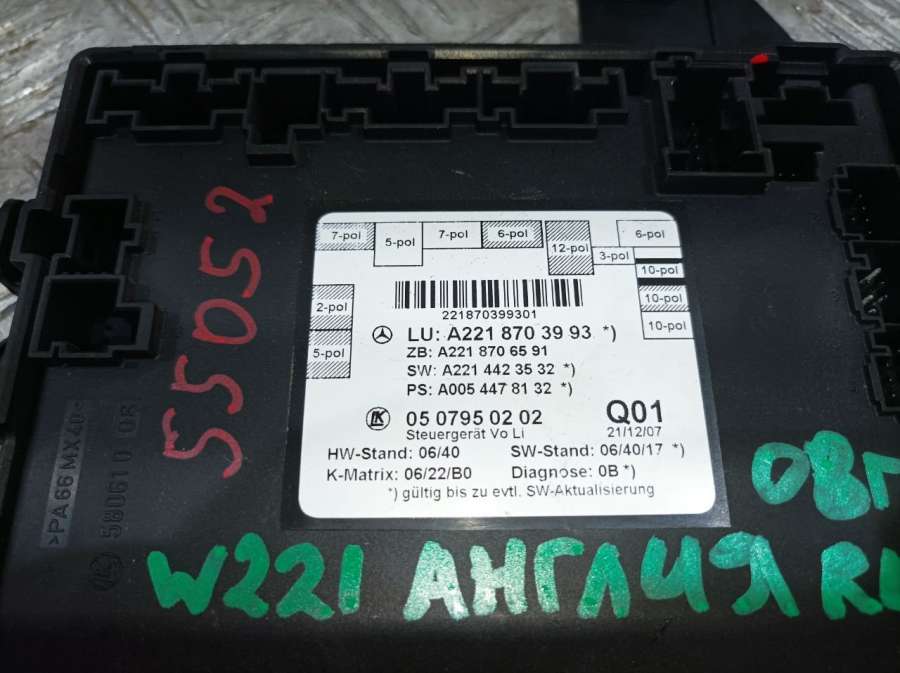 7-pol
5-pol
7-pol
6-pol
12-pol
3-pol
6-pol
10-pol
10-pol
10-pol
2-pol
5-pol
221870399301
LU: A221 870 39 93 *)
ZB: A221 870 65 91
SW: A221 442 35 32 *)
PS: A005 447 81 32 *)
05 0795 02 02
Q01
Steuergerät Vo Li
21/12/07
HW-Stand: 06/40 SW-Stand: 06/40/17 *)
K-Matrix: 06/22/B0 Diagnose: 0B *)
*) gültig bis zu evtl. SW-Aktualisierung
55052
>PA66MX40<
580610 08
08г
W221 АНГЛИЯ